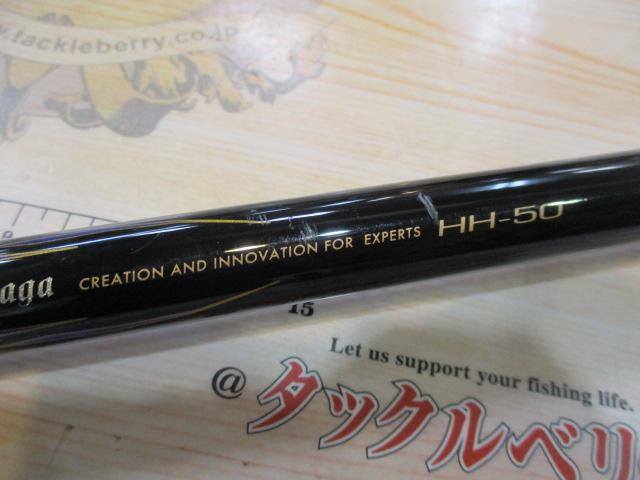 www.tackleberry.co.jp
aga CREATION AND INNOVATION FOR EXPERTS HH-50
15
Let us support your fishing life.
@タックルベリ